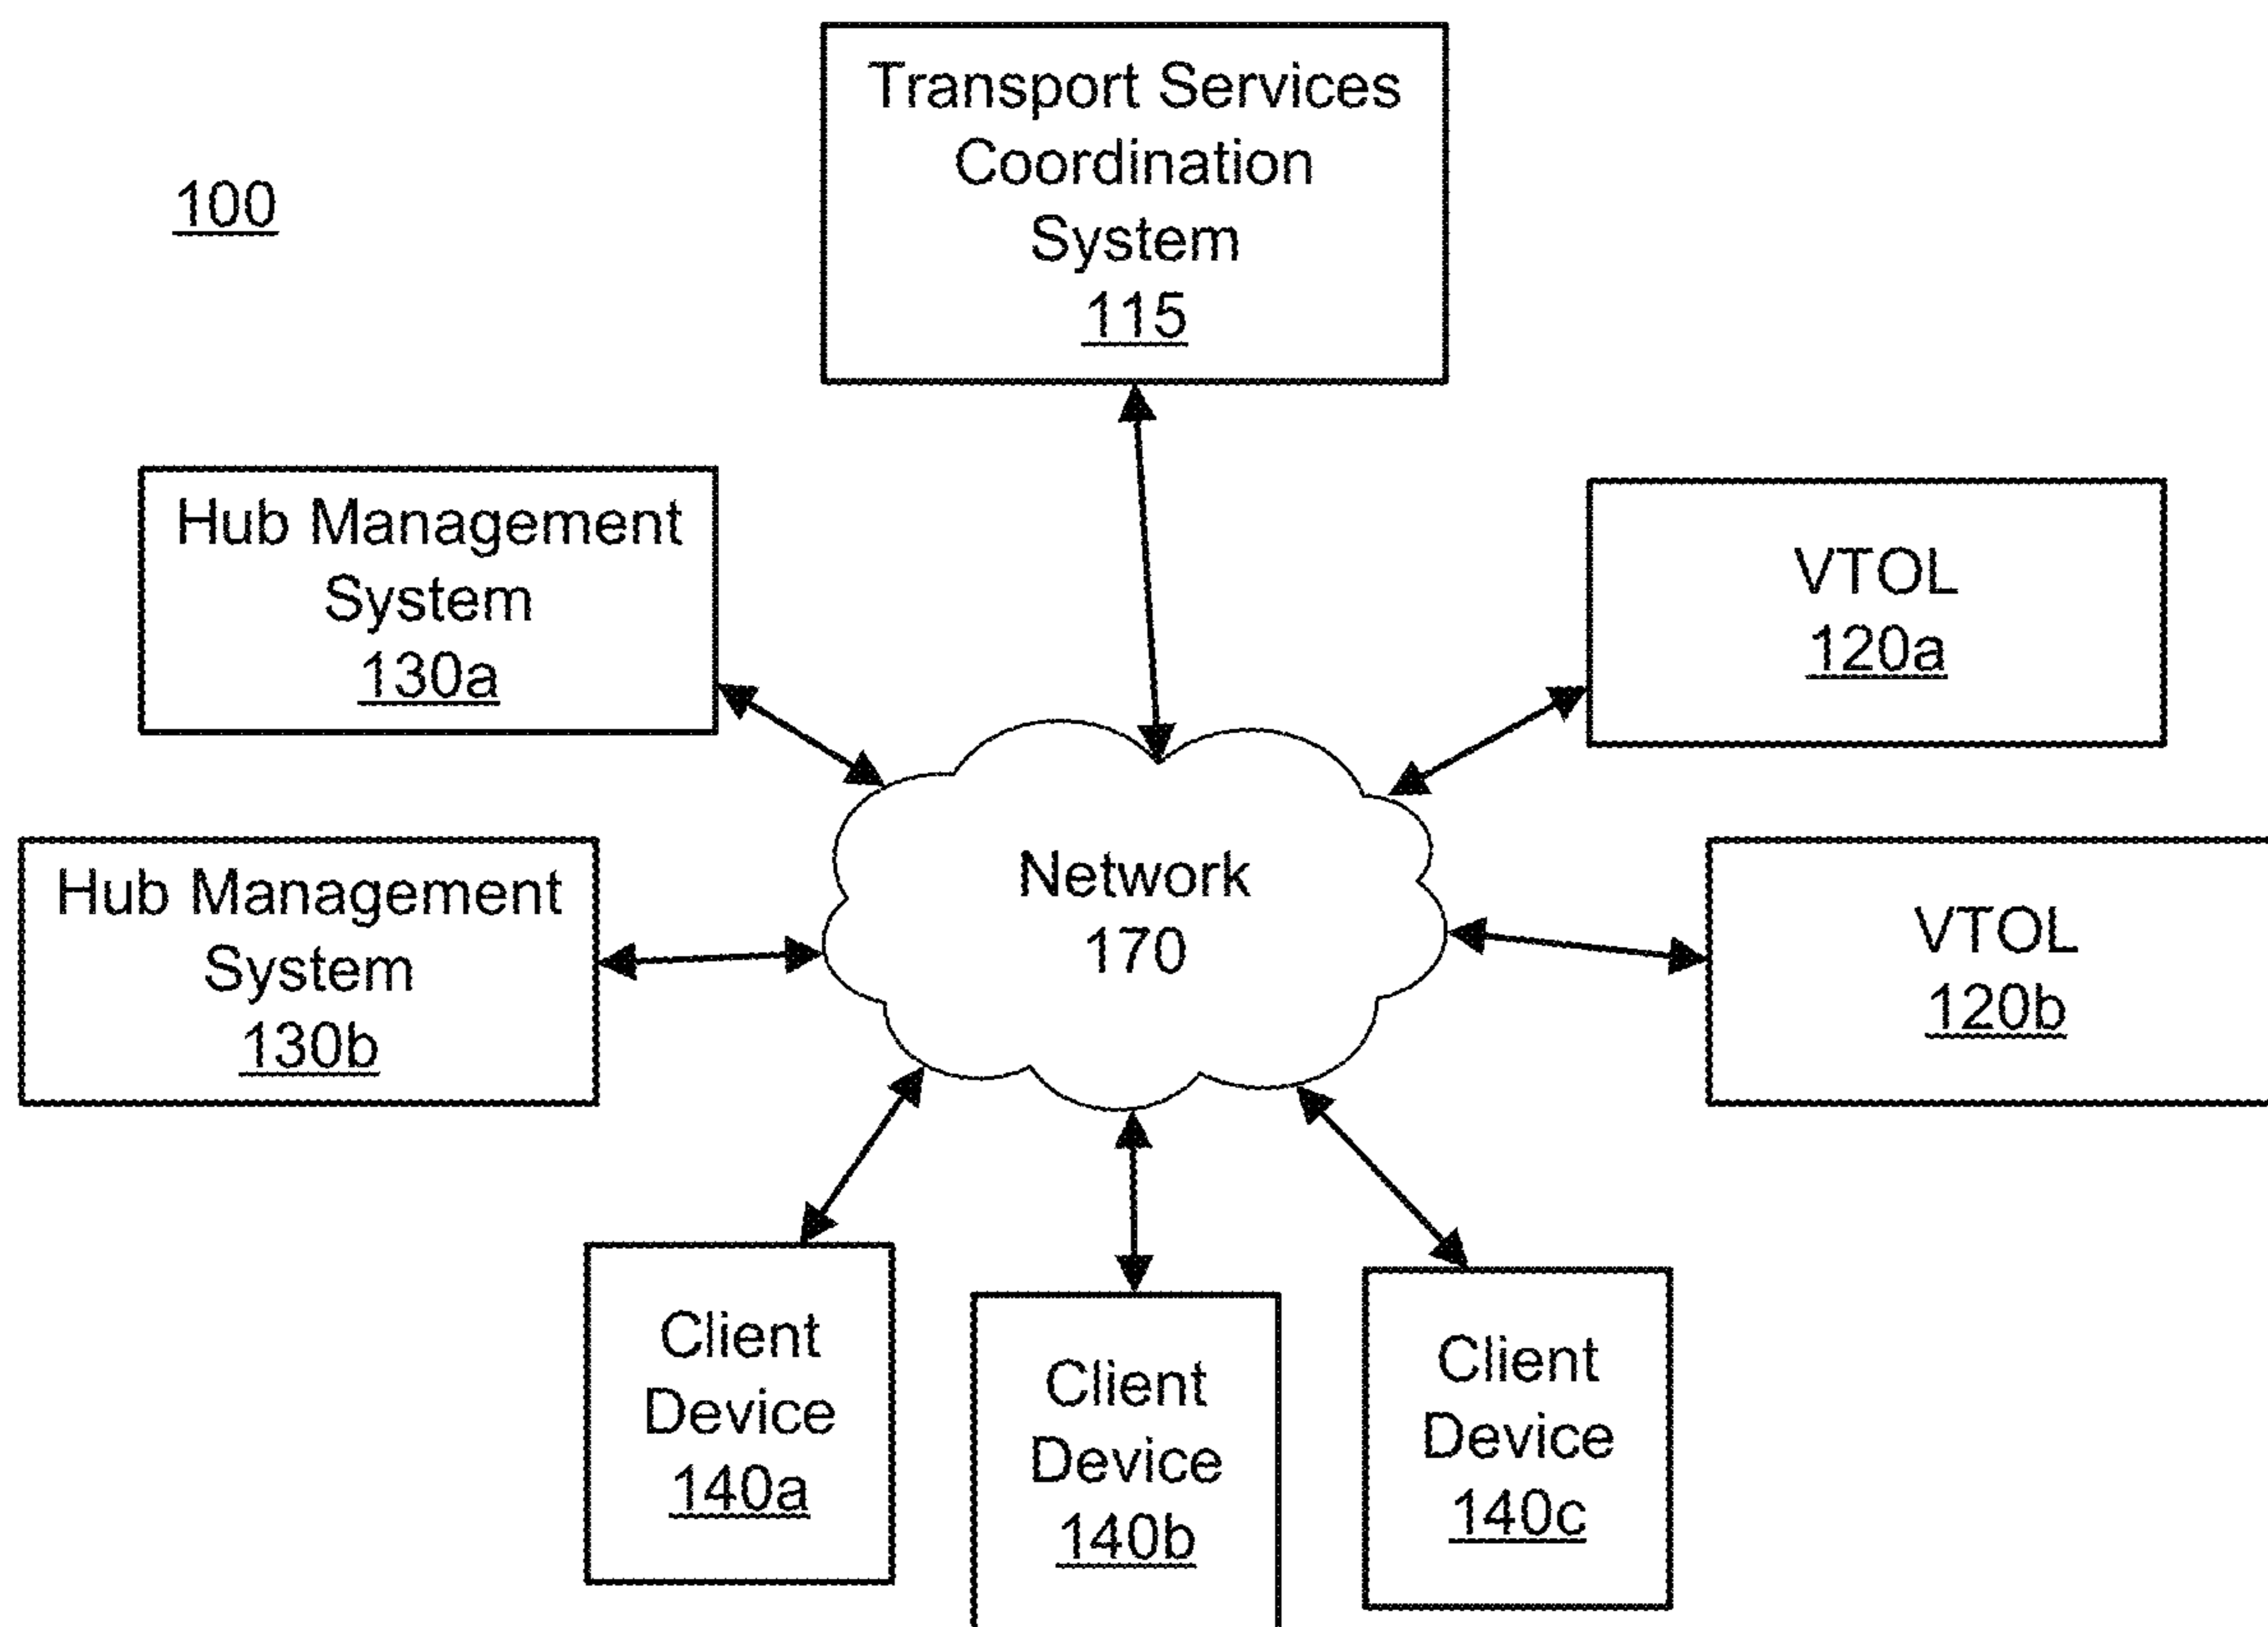 Transport Services
Coordination
System
115
100
Hub Management
System
130a
VTOL
120a
Hub Management
System
130b
Network
170
VTOL
120b
Client
Device
140a
Client
Device
140b
Client
Device
140c